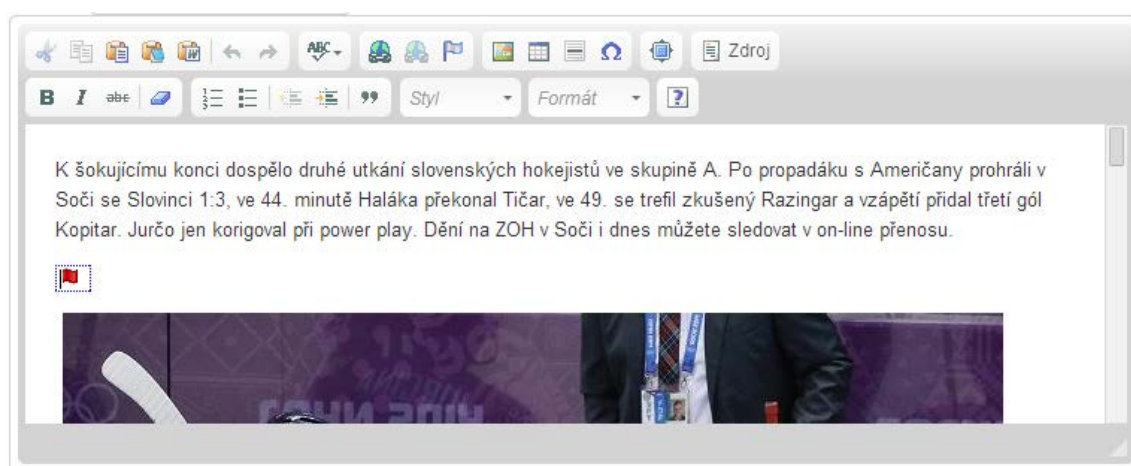 ABC
Zdroj
B I abc
Styl
Formát
?
K šokujícímu konci dospělo druhé utkání slovenských hokejistů ve skupině A. Po propadáku s Američany prohráli v
Soči se Slovinci 1:3, ve 44. minutě Haláka překonal Tičar, ve 49. se trefil zkušený Razingar a vzápětí přidal třetí gól
Kopitar. Jurčo jen korigoval při power play. Dění na ZOH v Soči i dnes můžete sledovat v on-line přenosu.